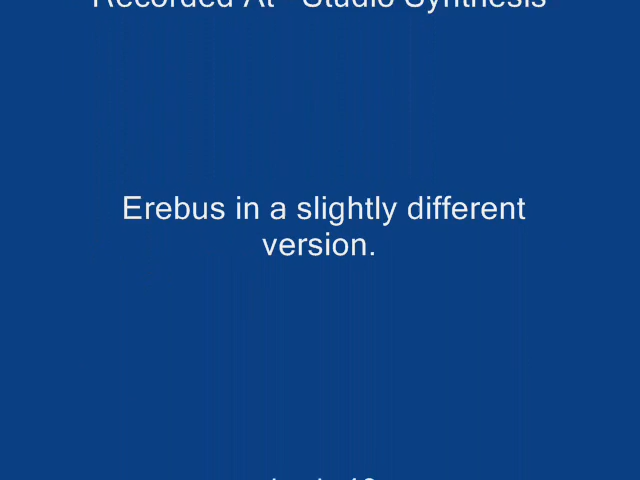 Recorded At - Studio Synthesis
Erebus in a slightly different
version.